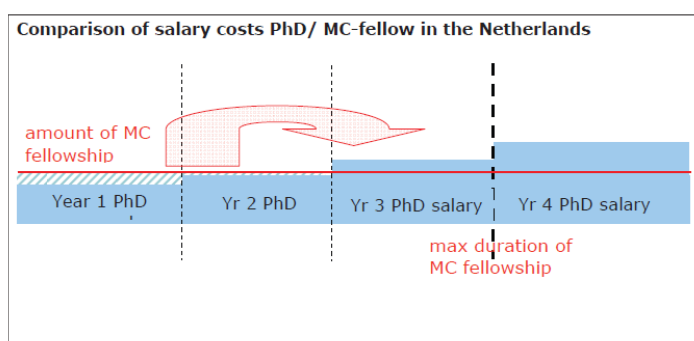 Comparison of salary costs PhD/ MC-fellow in the Netherlands
amount of MC
fellowship
Year 1 PhD
Yr 2 PhD
Yr 3 PhD salary
Yr 4 PhD salary
max duration of
MC fellowship